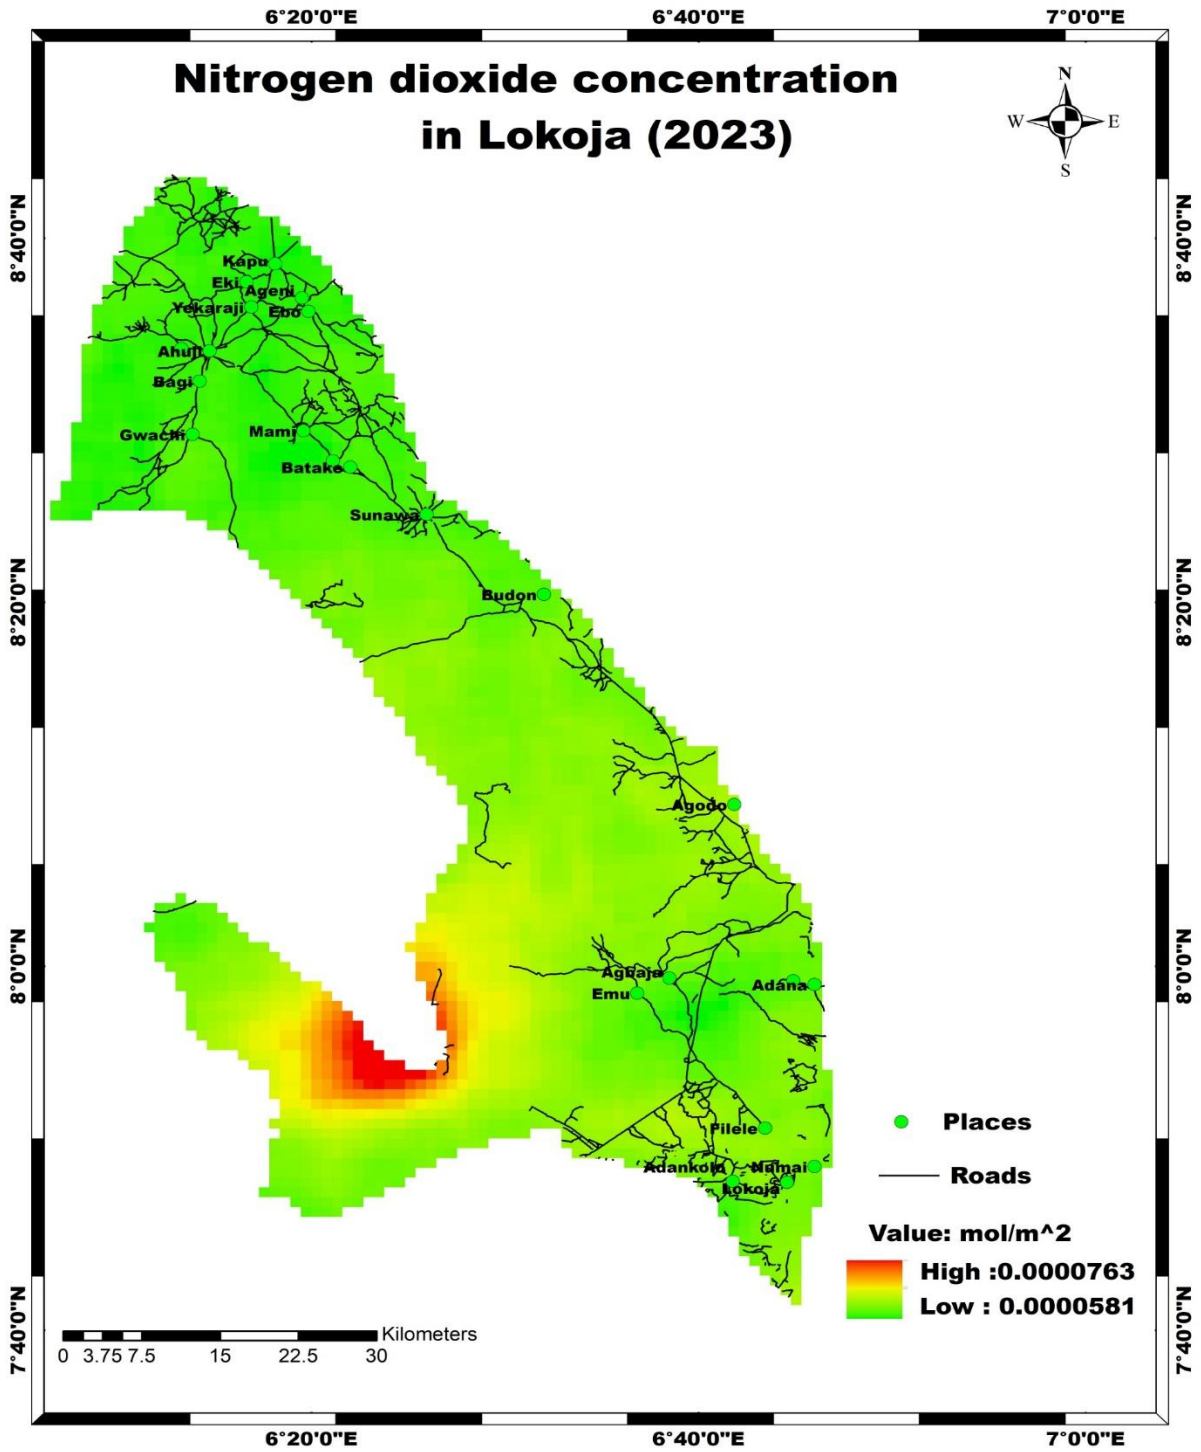 6°20'0"E 6°40'0"E 7°0'0"E
Nitrogen dioxide concentration
in Lokoja (2023)
N
W E
S
8°40'0"N 8°40'0"N
Kapu
Eki
Ageni
Yekaraji
Ebo
Ahuji
Bagi
Gwachi
Mami
Batake
Sunawa
8°20'0"N 8°20'0"N
Budon
Agodo
8°0'0"N 8°0'0"N
Agbaja
Adana
Emu
Places
Filele
Adankolo
Numai
Roads
Lokoja
Value: mol/m^2
High :0.0000763
Low : 0.0000581
7°40'0"N 7°40'0"N
Kilometers
0 3.75 7.5 15 22.5 30
6°20'0"E 6°40'0"E 7°0'0"E